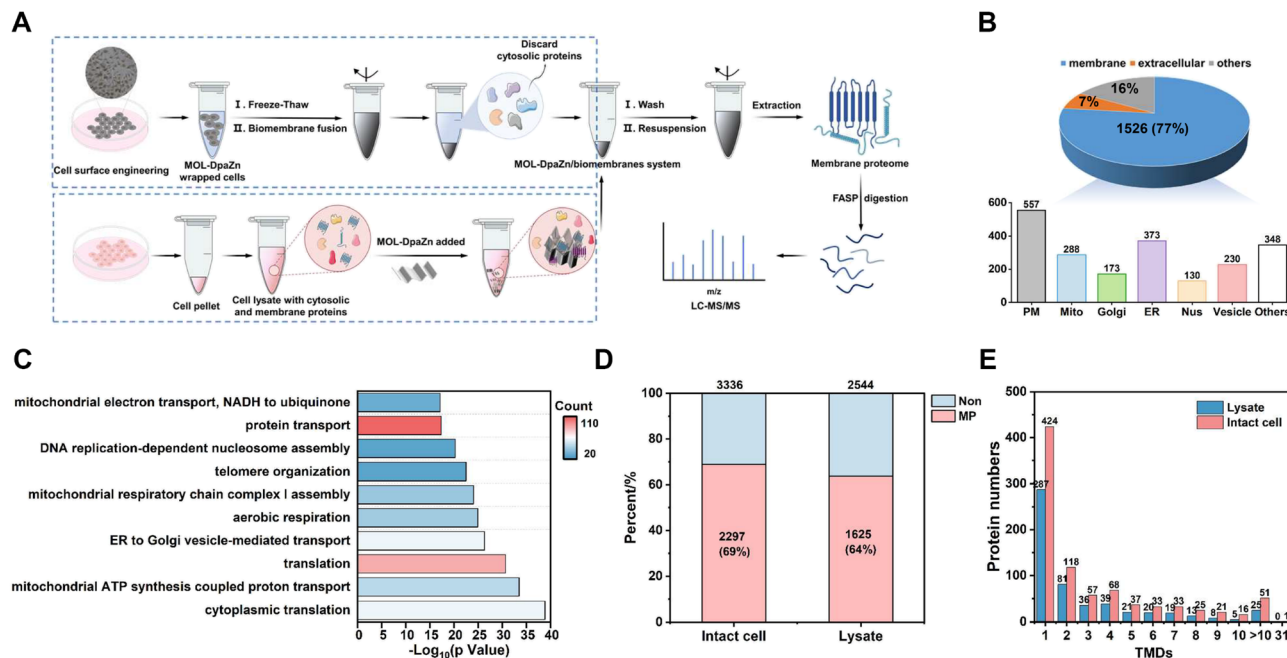 A
Discard
cytosolic proteins
I . Freeze-Thaw
II. Biomembrane fusion
I . Wash
II. Resuspension
Extraction
Cell surface engineering
MOL-DpaZn
wrapped cells
MOL-DpaZn/biomembranes system
Membrane proteome
FASP digestion
MOL-DpaZn added
Cell pellet
Cell lysate with cytosolic
and membrane proteins
m/z
LC-MS/MS
B
membrane extracellular others
16%
7%
1526 (77%)
600
400
200
0
557
288
173
373
130
230
348
PM Mito Golgi ER Nus Vesicle Others
C
mitochondrial electron transport, NADH to ubiquinone
protein transport
DNA replication-dependent nucleosome assembly
telomere organization
mitochondrial respiratory chain complex I assembly
aerobic respiration
ER to Golgi vesicle-mediated transport
translation
mitochondrial ATP synthesis coupled proton transport
cytoplasmic translation
Count
110
20
0 5 10 15 20 25 30 35 40
-Log10(p Value)
D
3336 2544
Non
MP
100
80
60
40
20
0
Percent/%
2297
(69%)
1625
(64%)
Intact cell Lysate
E
500
400
300
200
100
0
Protein numbers
Lysate
Intact cell
287 424
81 118
36 57
39 68
21 37
20 33
19 33
13 25
8 21
5 16
25 51
0 1
1 2 3 4 5 6 7 8 9 10 >10 31
TMDs